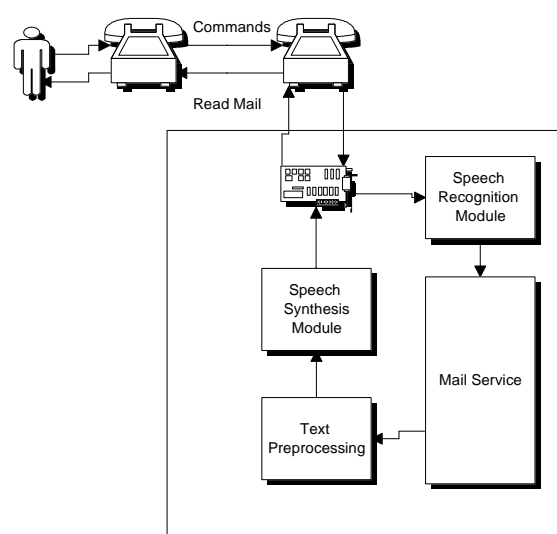 Commands
Read Mail
Speech
Recognition
Module
Speech
Synthesis
Module
Mail Service
Text
Preprocessing